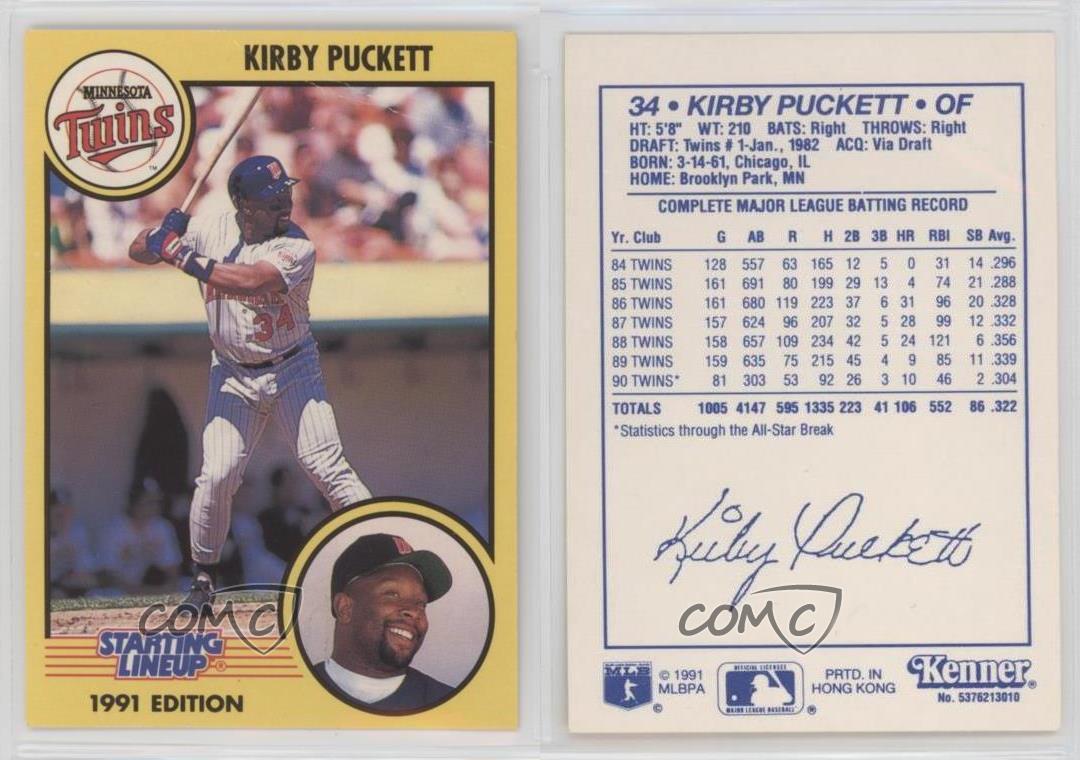 KIRBY PUCKETT
MINNESOTA
Twins
™
34
STARTING
LINEUP®
1991 EDITION
COMC
34 • KIRBY PUCKETT • OF
HT: 5'8" WT: 210 BATS: Right THROWS: Right
DRAFT: Twins # 1-Jan., 1982 ACQ: Via Draft
BORN: 3-14-61, Chicago, IL
HOME: Brooklyn Park, MN
COMPLETE MAJOR LEAGUE BATTING RECORD
Yr. Club G AB R H 2B 3B HR RBI SB Avg.
84 TWINS 128 557 63 165 12 5 0 31 14 .296
85 TWINS 161 691 80 199 29 13 4 74 21 .288
86 TWINS 161 680 119 223 37 6 31 96 20 .328
87 TWINS 157 624 96 207 32 5 28 99 12 .332
88 TWINS 158 657 109 234 42 5 24 121 6 .356
89 TWINS 159 635 75 215 45 4 9 85 11 .339
90 TWINS* 81 303 53 92 26 3 10 46 2 .304
TOTALS 1005 4147 595 1335 223 41 106 552 86 .322
*Statistics through the All-Star Break
Kirby Puckett
COMC
MLB
©
© 1991
MLBPA
OFFICIAL LICENSEE
MAJOR LEAGUE BASEBALL
®
PRTD. IN
HONG KONG
Kenner®
No. 5376213010